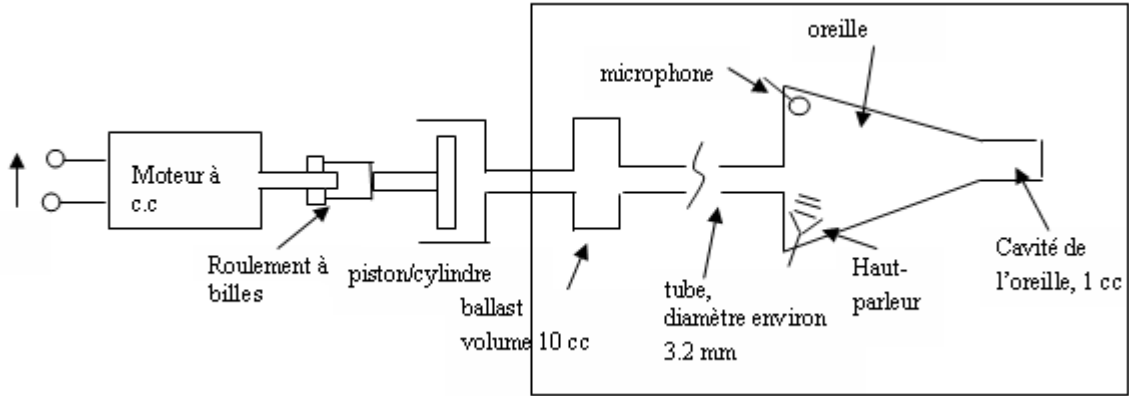 oreille
microphone
Moteur à
c.c
Roulement à
billes
piston/cylindre
ballast
volume 10 cc
tube,
diamètre environ
3.2 mm
Haut-
parleur
Cavité de
l'oreille, 1 cc